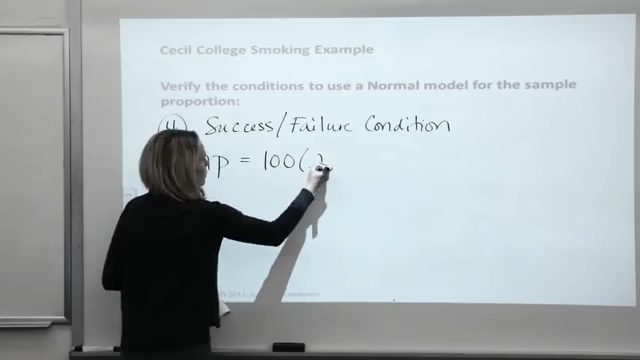 Cecil College Smoking Example
Verify the conditions to use a Normal model for the sample
proportion:
④ Success/Failure Condition
p = 100(.